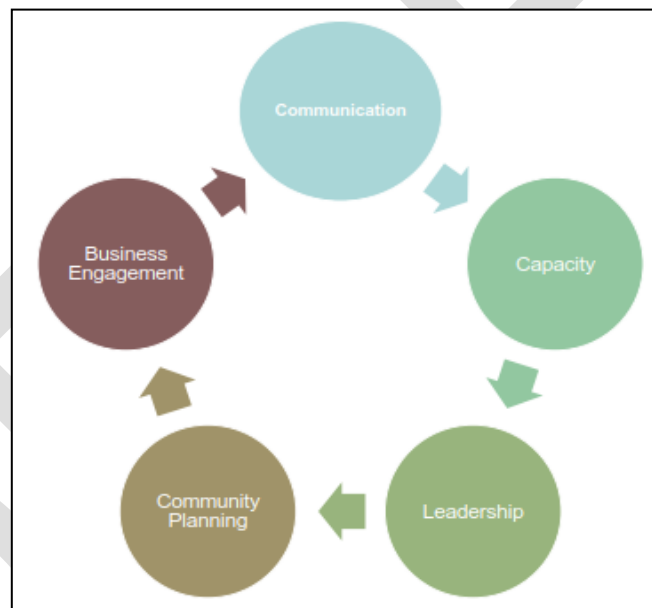 Communication
Capacity
Leadership
Community
Planning
Business
Engagement